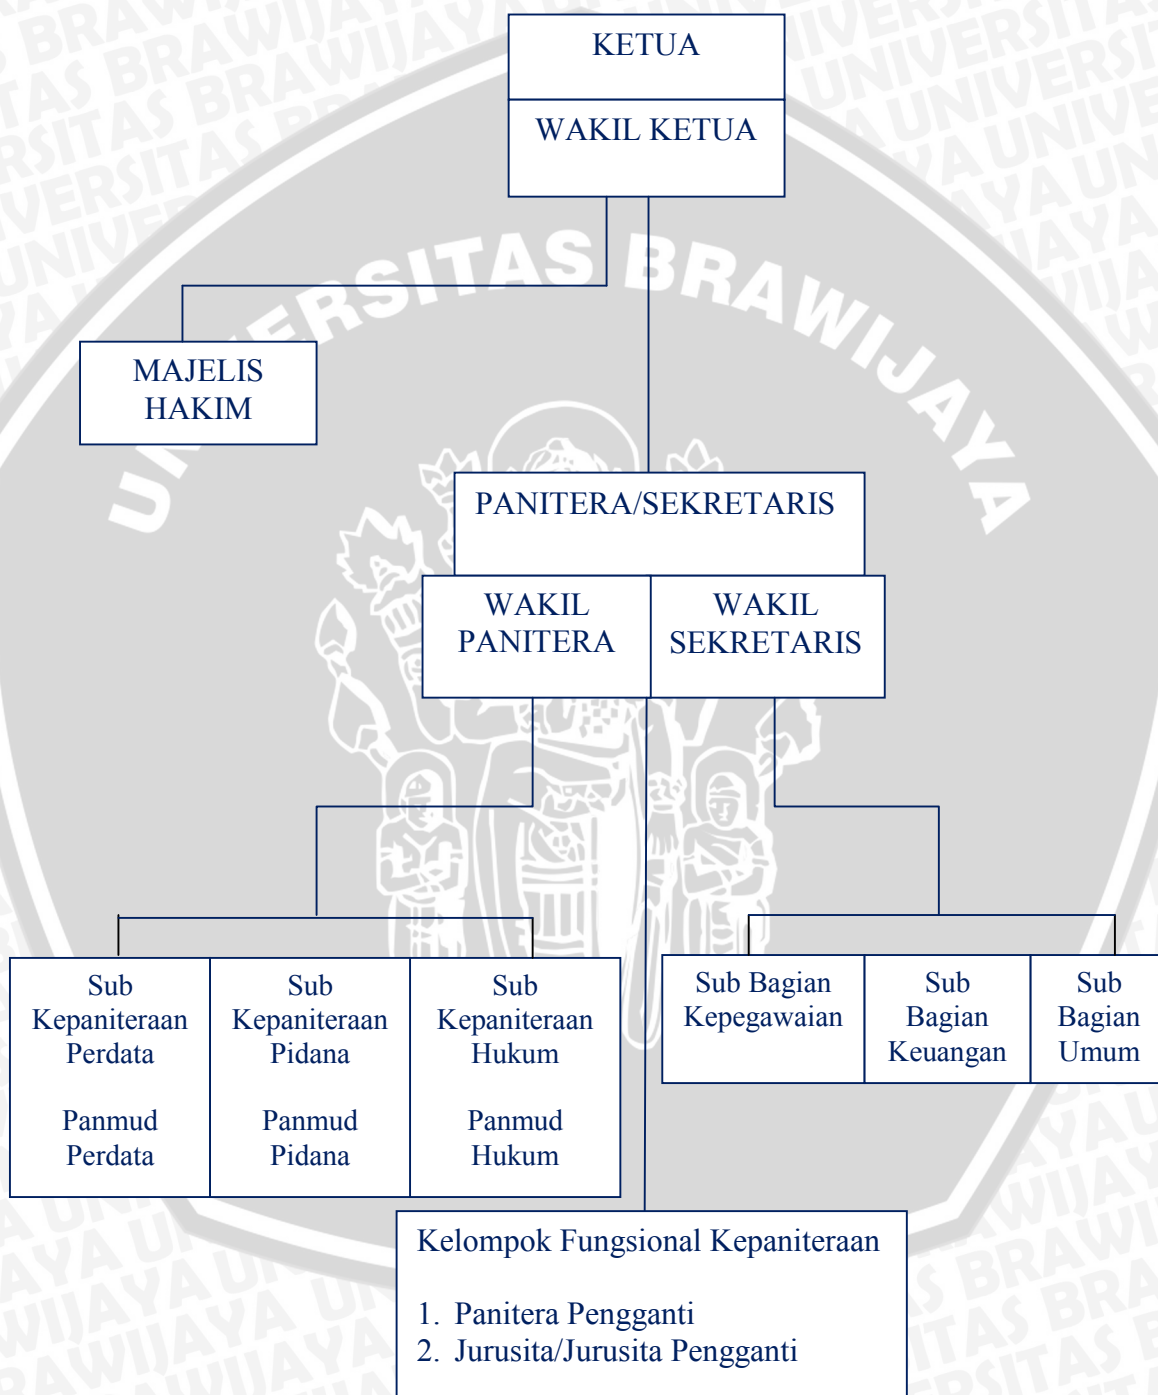 KETUA
WAKIL KETUA
UNIVERSITAS BRAWIJAYA
MAJELIS
HAKIM
PANITERA/SEKRETARIS
WAKIL
PANITERA
WAKIL
SEKRETARIS
Sub
Kepaniteraan
Perdata
Panmud
Perdata
Sub
Kepaniteraan
Pidana
Panmud
Pidana
Sub
Kepaniteraan
Hukum
Panmud
Hukum
Sub Bagian
Kepegawaian
Sub
Bagian
Keuangan
Sub
Bagian
Umum
Kelompok Fungsional Kepaniteraan
1. Panitera Pengganti
2. Jurusita/Jurusita Pengganti